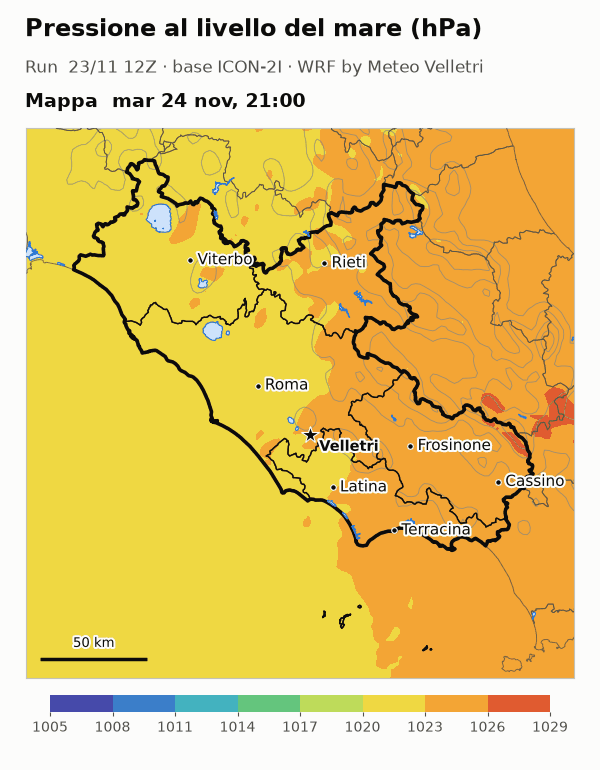 Pressione al livello del mare (hPa)
Run  23/11 12Z · base ICON-2I · WRF by Meteo Velletri
Mappa  mar 24 nov, 21:00
Viterbo
Rieti
Roma
Velletri
Frosinone
Latina
Cassino
Terracina
50 km
1005 1008 1011 1014 1017 1020 1023 1026 1029